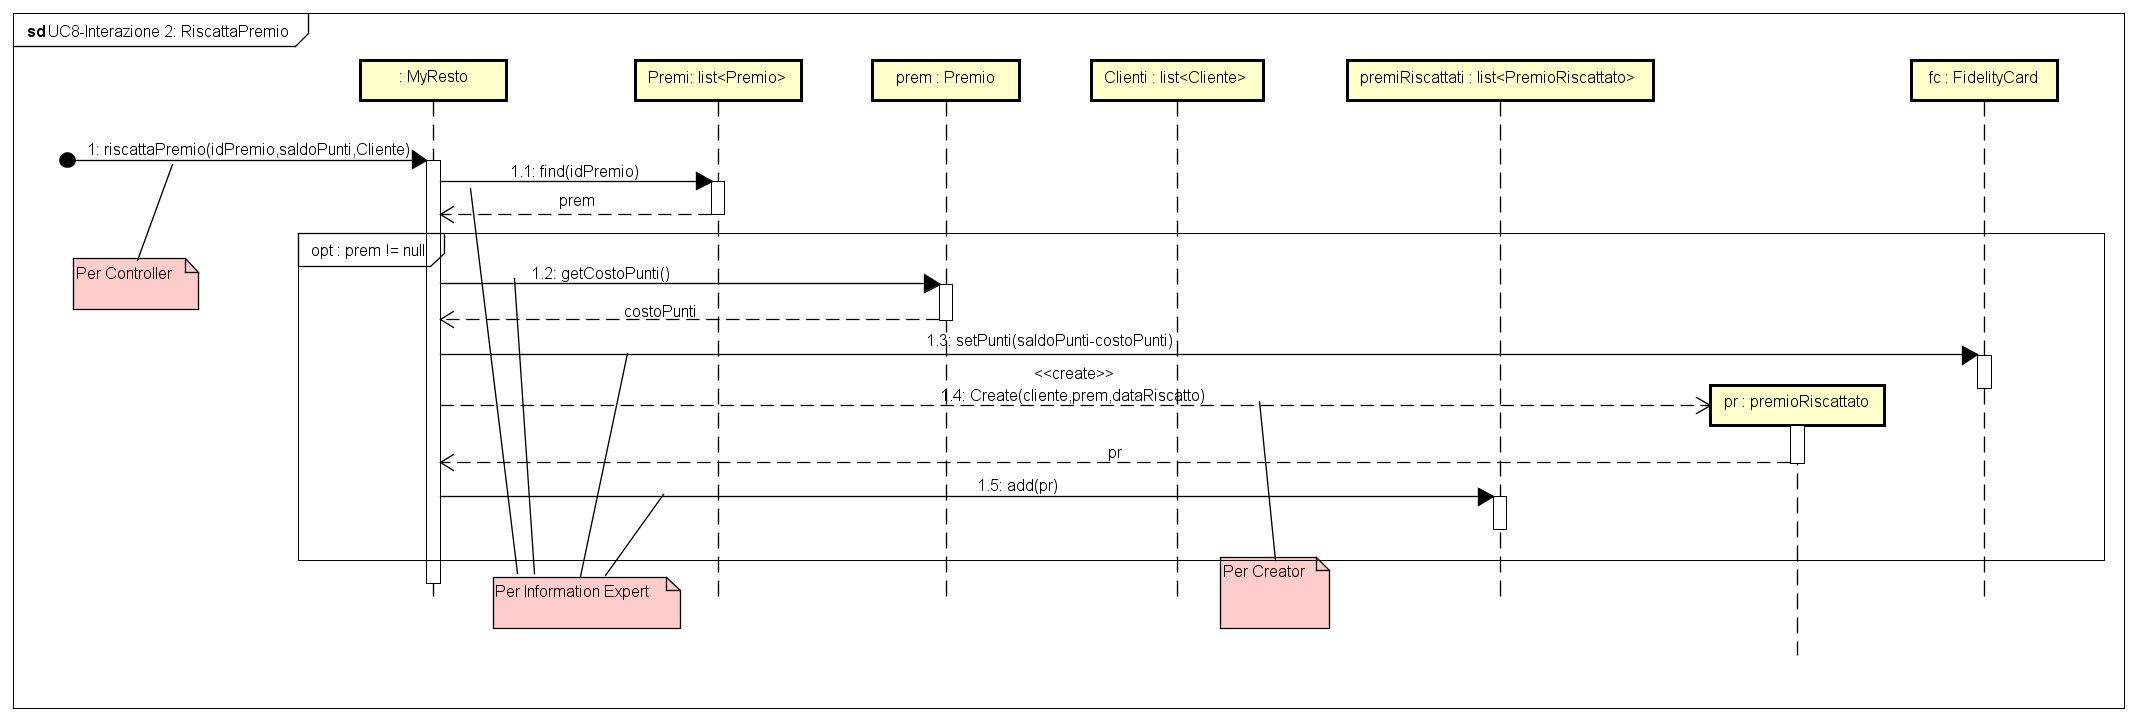 sd UC8-Interazione 2: RiscattaPremio
: MyResto
Premi: list<Premio>
prem : Premio
Clienti : list<Cliente>
premiRiscattati : list<PremioRiscattato>
fc : FidelityCard
1: riscattaPremio(idPremio,saldoPunti,Cliente)
1.1: find(idPremio)
prem
opt : prem != null
Per Controller
1.2: getCostoPunti()
costoPunti
1.3: setPunti(saldoPunti-costoPunti)
<<create>>
1.4: Create(cliente,prem,dataRiscatto)
pr : premioRiscattato
pr
1.5: add(pr)
Per Creator
Per Information Expert